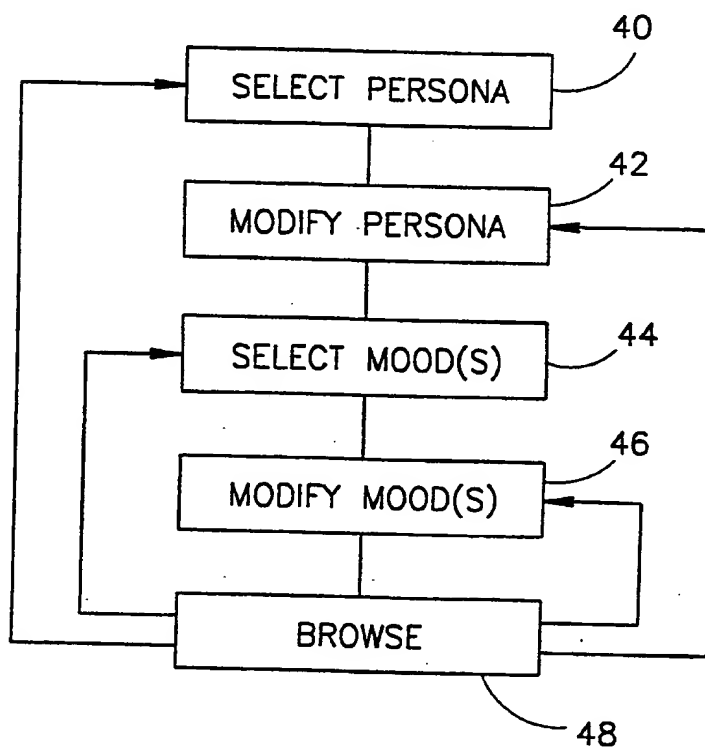 40
SELECT PERSONA
42
MODIFY PERSONA
44
SELECT MOOD(S)
46
MODIFY MOOD(S)
BROWSE
48